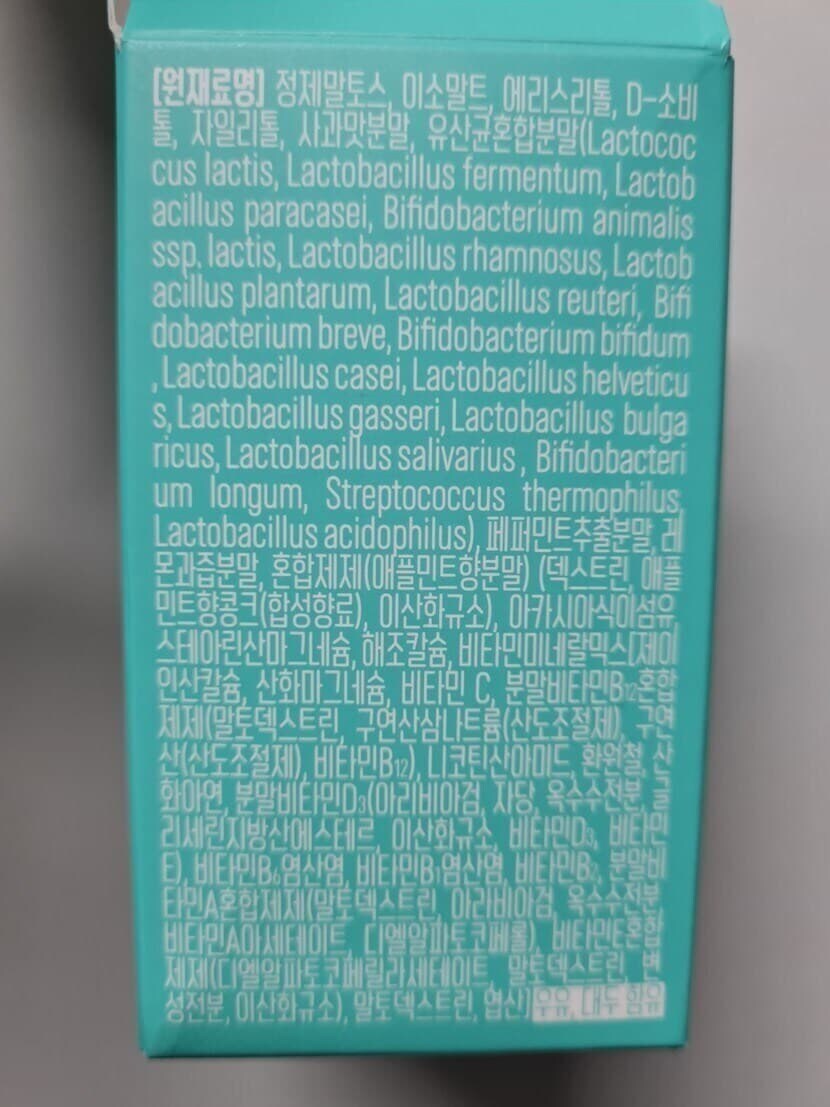 [원재료명] 정제말토스, 이소말트, 에리스리톨, D-소비
톨, 자일리톨, 사과맛분말, 유산균혼합분말(Lactococ
cus lactis, Lactobacillus fermentum, Lactob
acillus paracasei, Bifidobacterium animalis
ssp. lactis, Lactobacillus rhamnosus, Lactob
acillus plantarum, Lactobacillus reuteri, Bifi
dobacterium breve, Bifidobacterium bifidum
, Lactobacillus casei, Lactobacillus helveticu
s, Lactobacillus gasseri, Lactobacillus bulga
ricus, Lactobacillus salivarius, Bifidobacteri
um longum, Streptococcus thermophilus
Lactobacillus acidophilus), 페퍼민트추출분말, 레
몬과즙분말, 혼합제제(애플민트향분말) (덱스트린, 애플
민트향콩크(합성향료), 이산화규소), 아카시아식이섬유,
스테아린산마그네슘, 해조칼슘, 비타민미네랄믹스[제이
인산칼슘, 산화마그네슘, 비타민 C, 분말비타민B12혼합
제제(말토덱스트린, 구연산삼나트륨(산도조절제), 구연
산(산도조절제), 비타민B12), 니코틴산아미드, 환원철, 산
화아연, 분말비타민D3(아라비아검, 자당, 옥수수전분, 글
리세린지방산에스테르, 이산화규소, 비타민D3, 비타민
E), 비타민B6염산염, 비타민B1염산염, 비타민B2, 분말비
타민A혼합제제(말토덱스트린, 아라비아검, 옥수수전분
비타민A아세테이트, 디엘알파토코페롤), 비타민E혼합
제제(디엘알파토코페릴아세테이트, 말토덱스트린, 변
성전분, 이산화규소), 말토덱스트린, 엽산] 우유, 대두 함유